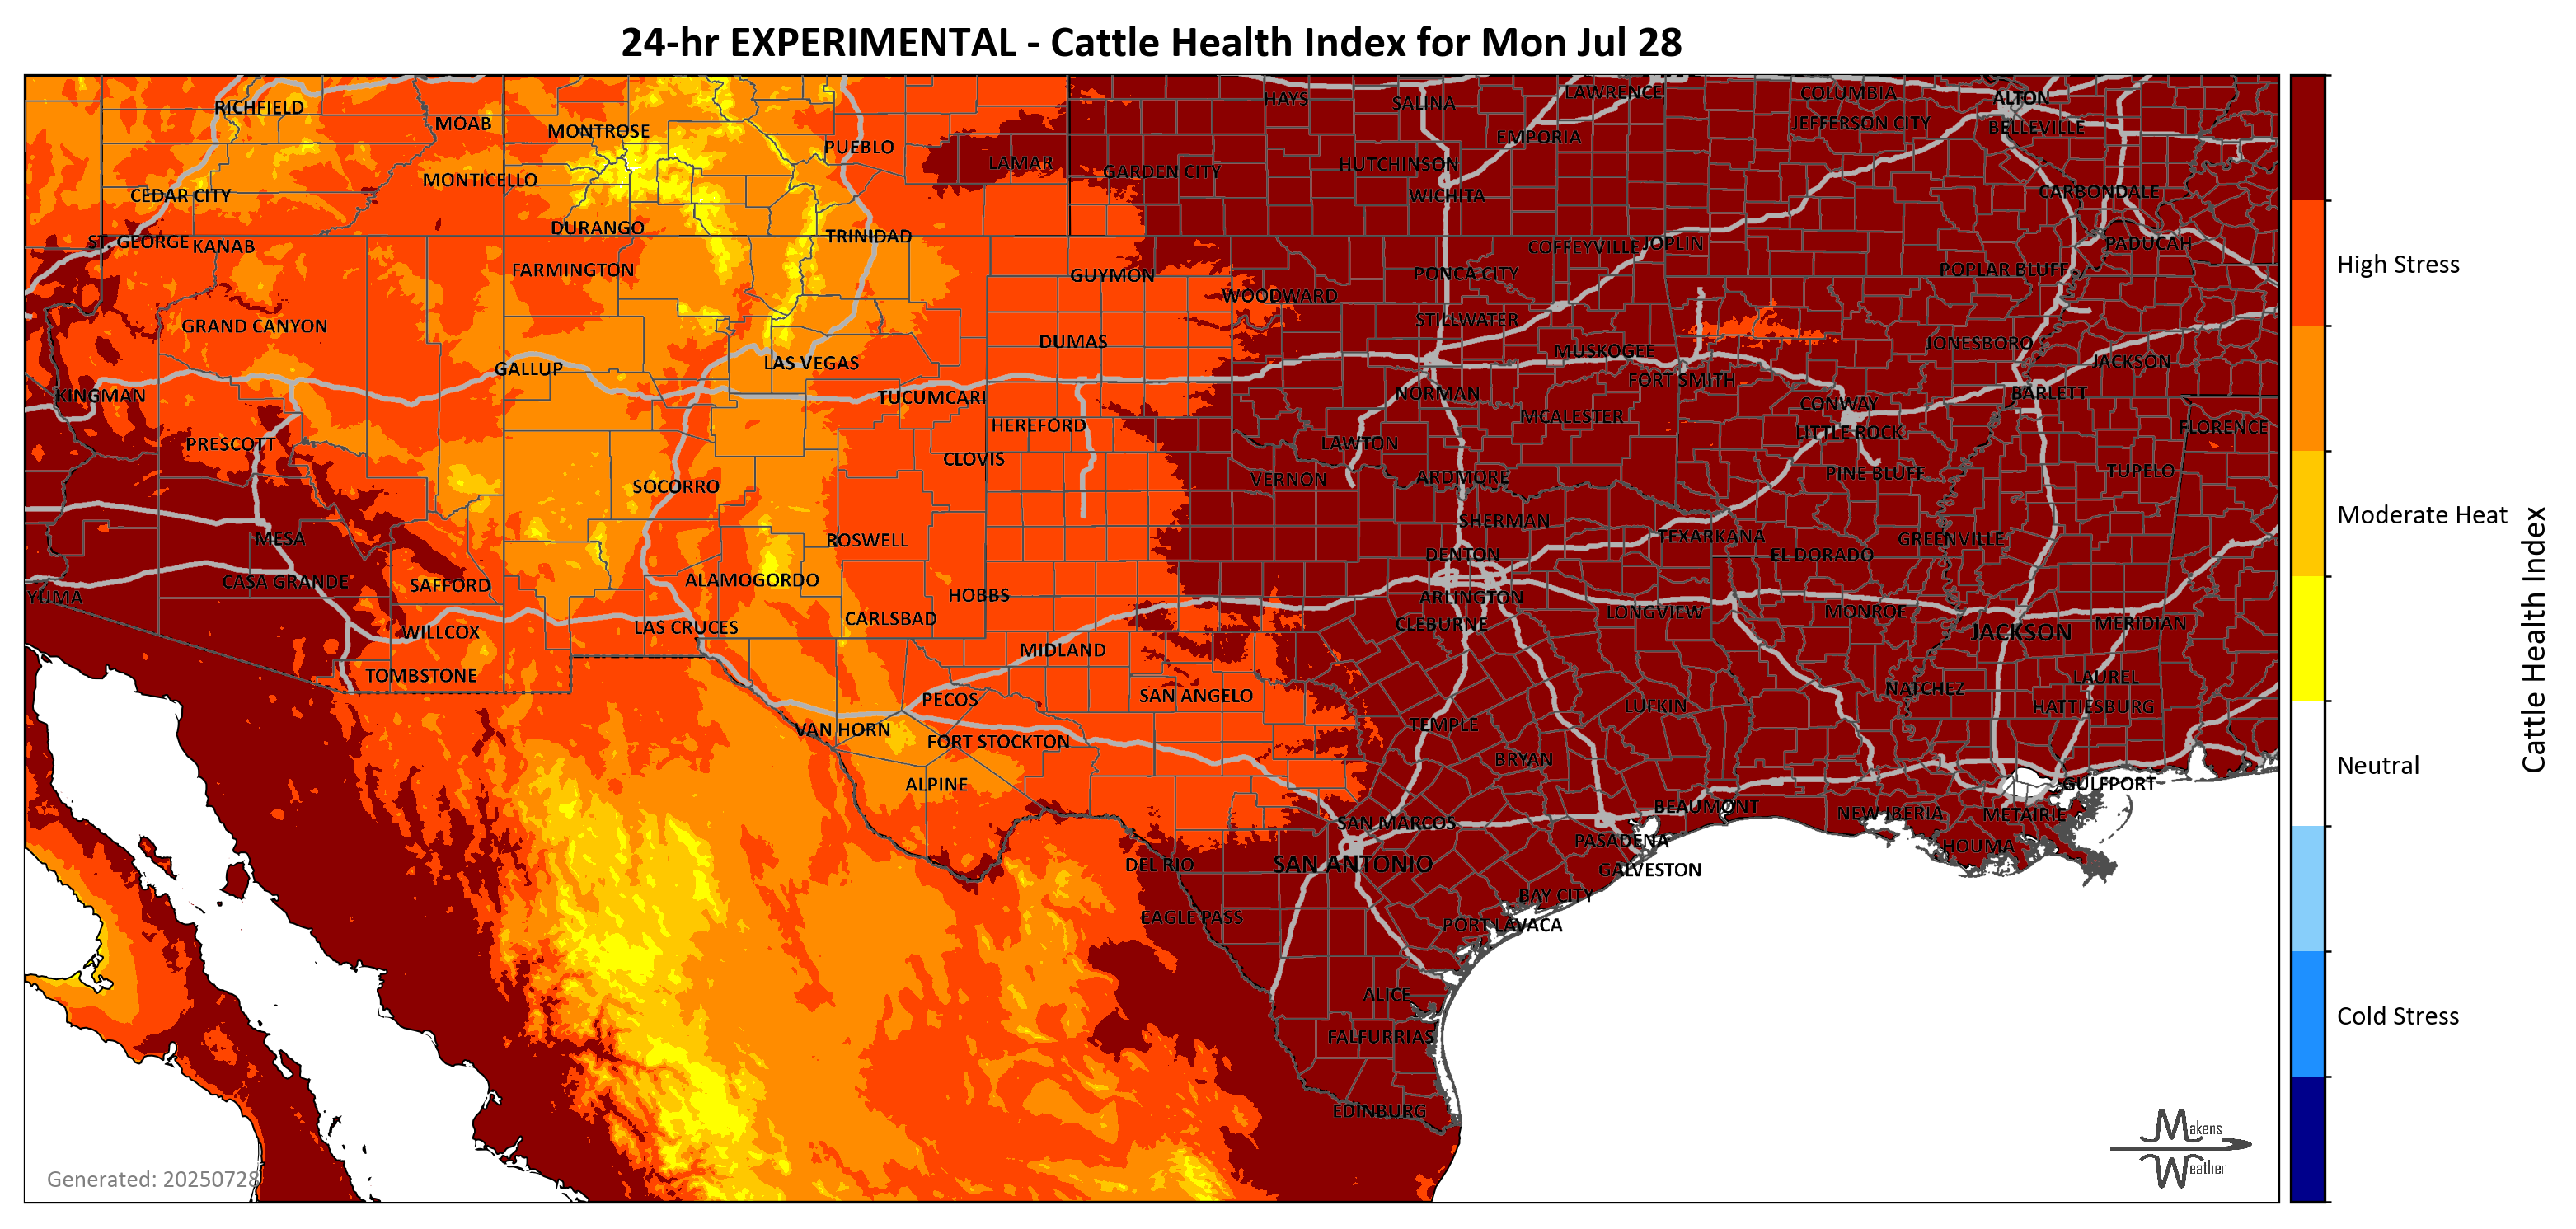 24-hr EXPERIMENTAL - Cattle Health Index for Mon Jul 28
RICHFIELD
MOAB
MONTROSE
PUEBLO
LAMAR
HAYS
SALINA
LAWRENCE
COLUMBIA
ALTON
JEFFERSON CITY
BELLEVILLE
EMPORIA
HUTCHINSON
GARDEN CITY
WICHITA
CARBONDALE
MONTICELLO
CEDAR CITY
DURANGO
TRINIDAD
ST. GEORGE
KANAB
COFFEYVILLE
JOPLIN
PADUCAH
FARMINGTON
GUYMON
PONCA CITY
POPLAR BLUFF
High Stress
WOODWARD
GRAND CANYON
STILLWATER
DUMAS
MUSKOGEE
JONESBORO
LAS VEGAS
GALLUP
JACKSON
FORT SMITH
KINGMAN
TUCUMCARI
NORMAN
BARLETT
CONWAY
MCALESTER
HEREFORD
FLORENCE
LITTLE ROCK
PRESCOTT
LAWTON
CLOVIS
VERNON
ARDMORE
PINE BLUFF
TUPELO
SOCORRO
SHERMAN
Moderate Heat
MESA
ROSWELL
TEXARKANA
GREENVILLE
DENTON
EL DORADO
CASA GRANDE
SAFFORD
ALAMOGORDO
YUMA
HOBBS
ARLINGTON
LONGVIEW
MONROE
CARLSBAD
LAS CRUCES
CLEBURNE
WILLCOX
JACKSON
MERIDIAN
MIDLAND
TOMBSTONE
LAUREL
PECOS
SAN ANGELO
NATCHEZ
LUFKIN
HATTIESBURG
VAN HORN
TEMPLE
FORT STOCKTON
BRYAN
Neutral
Cattle Health Index
ALPINE
GULFPORT
BEAUMONT
NEW IBERIA
METAIRIE
SAN MARCOS
PASADENA
HOUMA
DEL RIO
SAN ANTONIO
GALVESTON
BAY CITY
EAGLE PASS
PORT LAVACA
ALICE
Cold Stress
FALFURRIAS
EDINBURG
Makens
Weather
Generated: 20250728